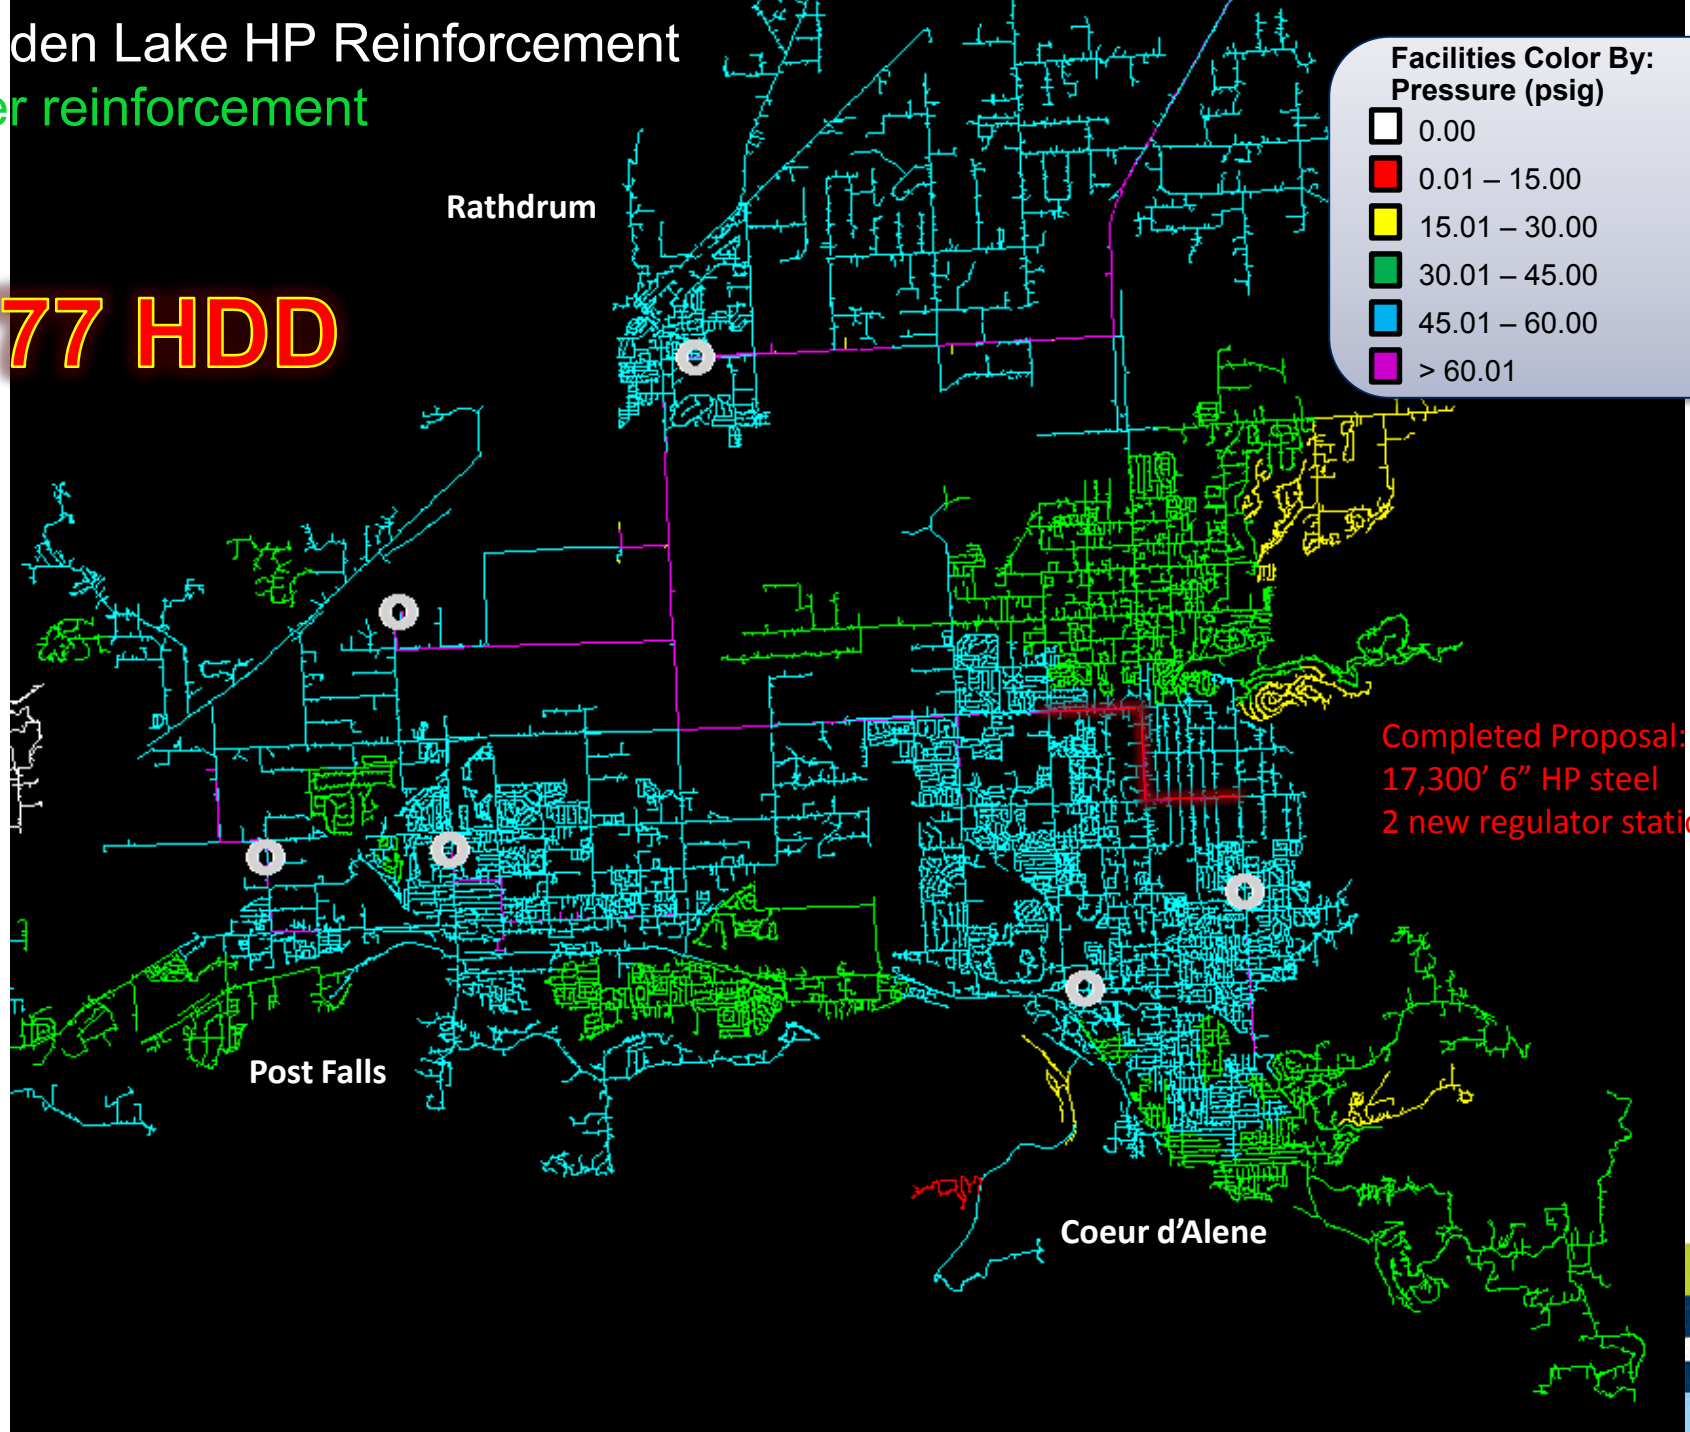 den Lake HP Reinforcement
er reinforcement
77 HDD
Facilities Color By:
Pressure (psig)
0.00
0.01 – 15.00
15.01 – 30.00
30.01 – 45.00
45.01 – 60.00
> 60.01
Rathdrum
Completed Proposal:
17,300’ 6” HP steel
2 new regulator static
Post Falls
Coeur d’Alene